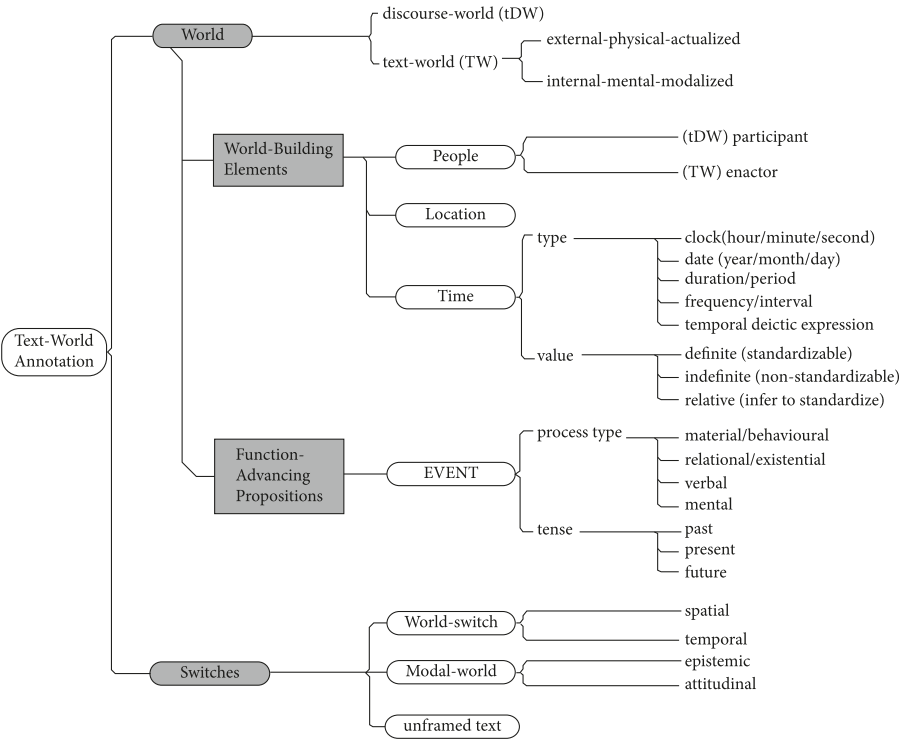 World
discourse-world (tDW)
text-world (TW)
external-physical-actualized
internal-mental-modalized
World-Building
Elements
People
(tDW) participant
(TW) enactor
Location
Time
type
clock(hour/minute/second)
date (year/month/day)
duration/period
frequency/interval
temporal deictic expression
value
definite (standardizable)
indefinite (non-standardizable)
relative (infer to standardize)
Text-World
Annotation
Function-
Advancing
Propositions
EVENT
process type
material/behavioural
relational/existential
verbal
mental
tense
past
present
future
Switches
World-switch
spatial
temporal
Modal-world
epistemic
attitudinal
unframed text